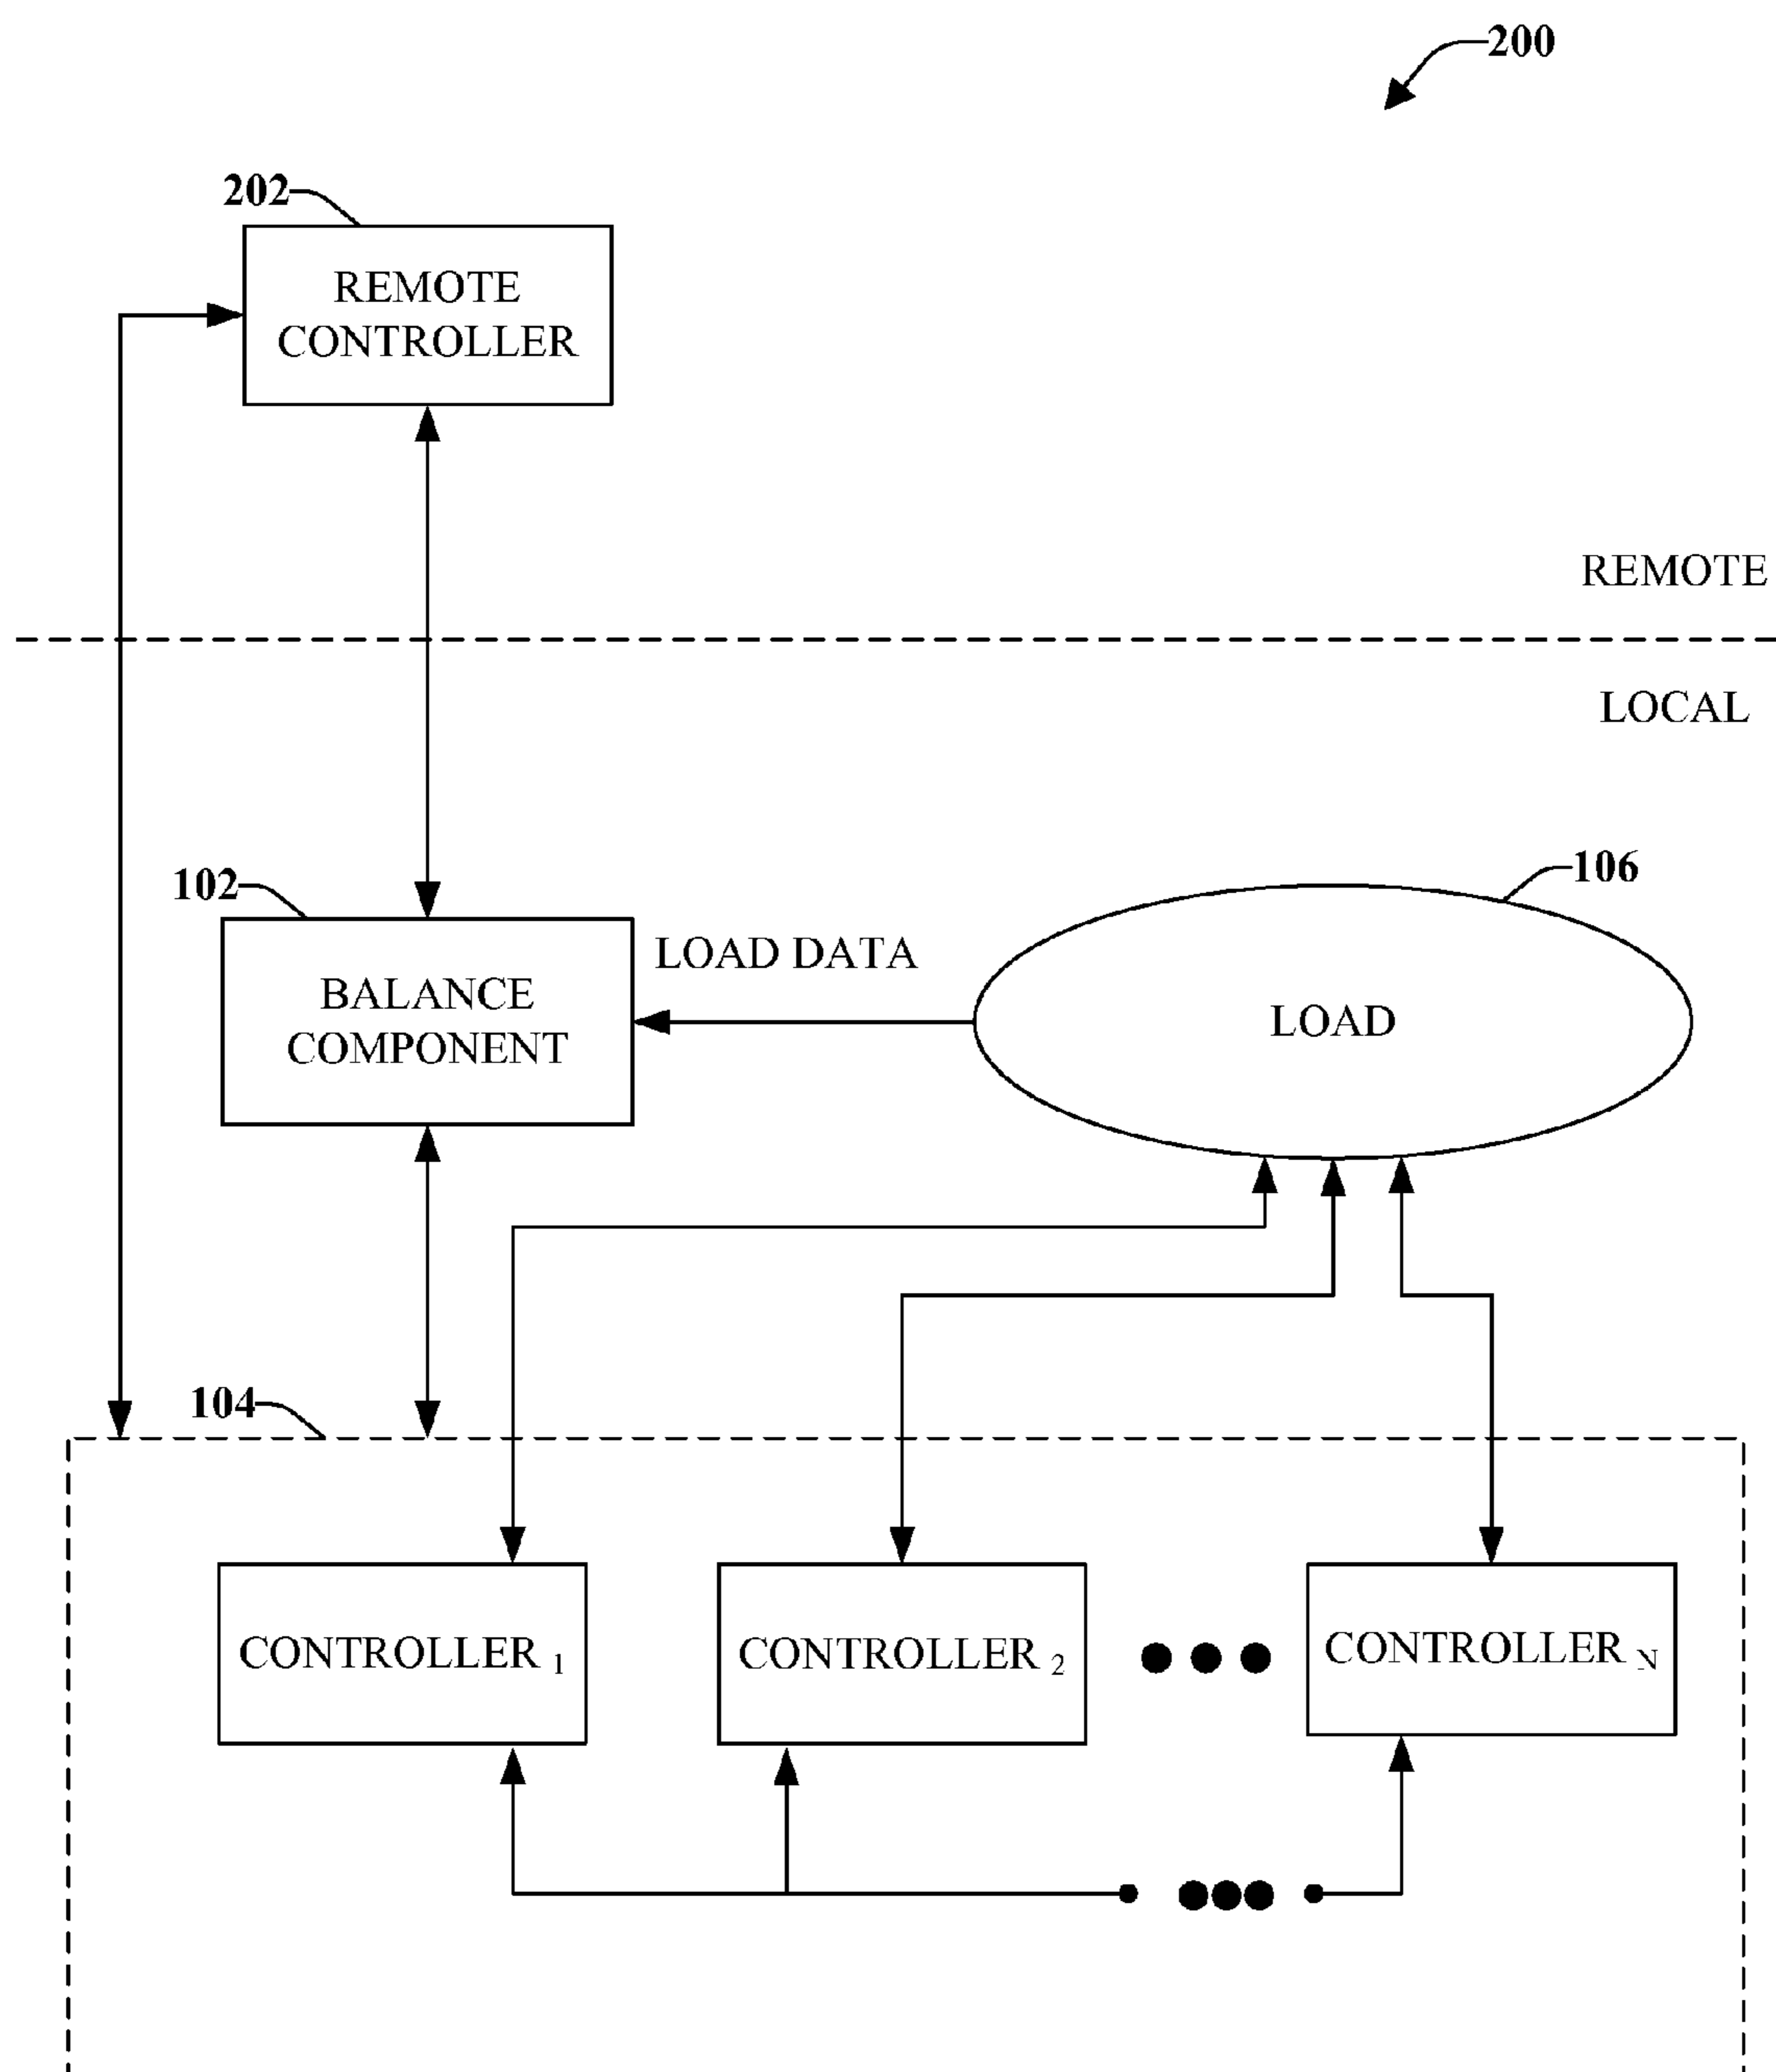 200
202
REMOTE
CONTROLLER
REMOTE
LOCAL
102
106
LOAD DATA
BALANCE
COMPONENT
LOAD
104
CONTROLLER 1
CONTROLLER 2
CONTROLLER N